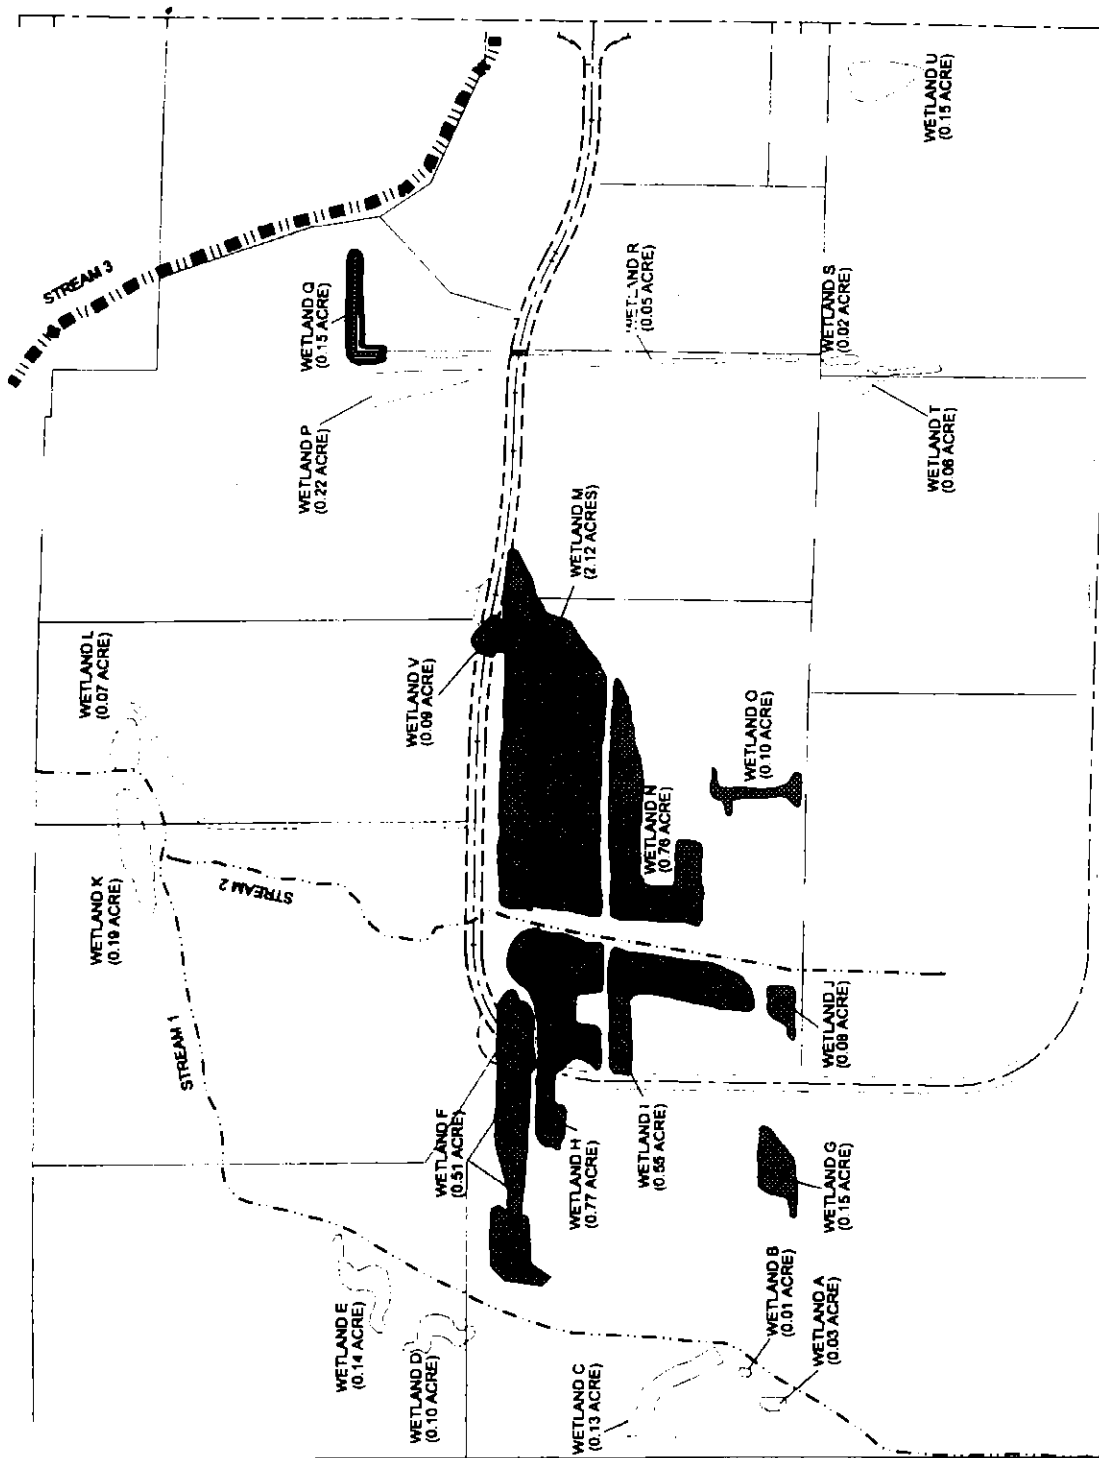 STREAM 3
WETLAND U
(0.15 ACRE)
WETLAND Q
(0.15 ACRE)
WETLAND R
(0.05 ACRE)
WETLAND S
(0.02 ACRE)
WETLAND P
(0.22 ACRE)
WETLAND T
(0.06 ACRE)
WETLAND M
(2.12 ACRES)
WETLAND L
(0.07 ACRE)
WETLAND V
(0.09 ACRE)
WETLAND O
(0.10 ACRE)
WETLAND N
(0.76 ACRE)
WETLAND K
(0.19 ACRE)
STREAM 2
STREAM 1
WETLAND J
(0.08 ACRE)
WETLAND F
(0.51 ACRE)
WETLAND H
(0.77 ACRE)
WETLAND I
(0.55 ACRE)
WETLAND G
(0.15 ACRE)
WETLAND E
(0.14 ACRE)
WETLAND D
(0.10 ACRE)
WETLAND B
(0.01 ACRE)
WETLAND A
(0.03 ACRE)
WETLAND C
(0.13 ACRE)